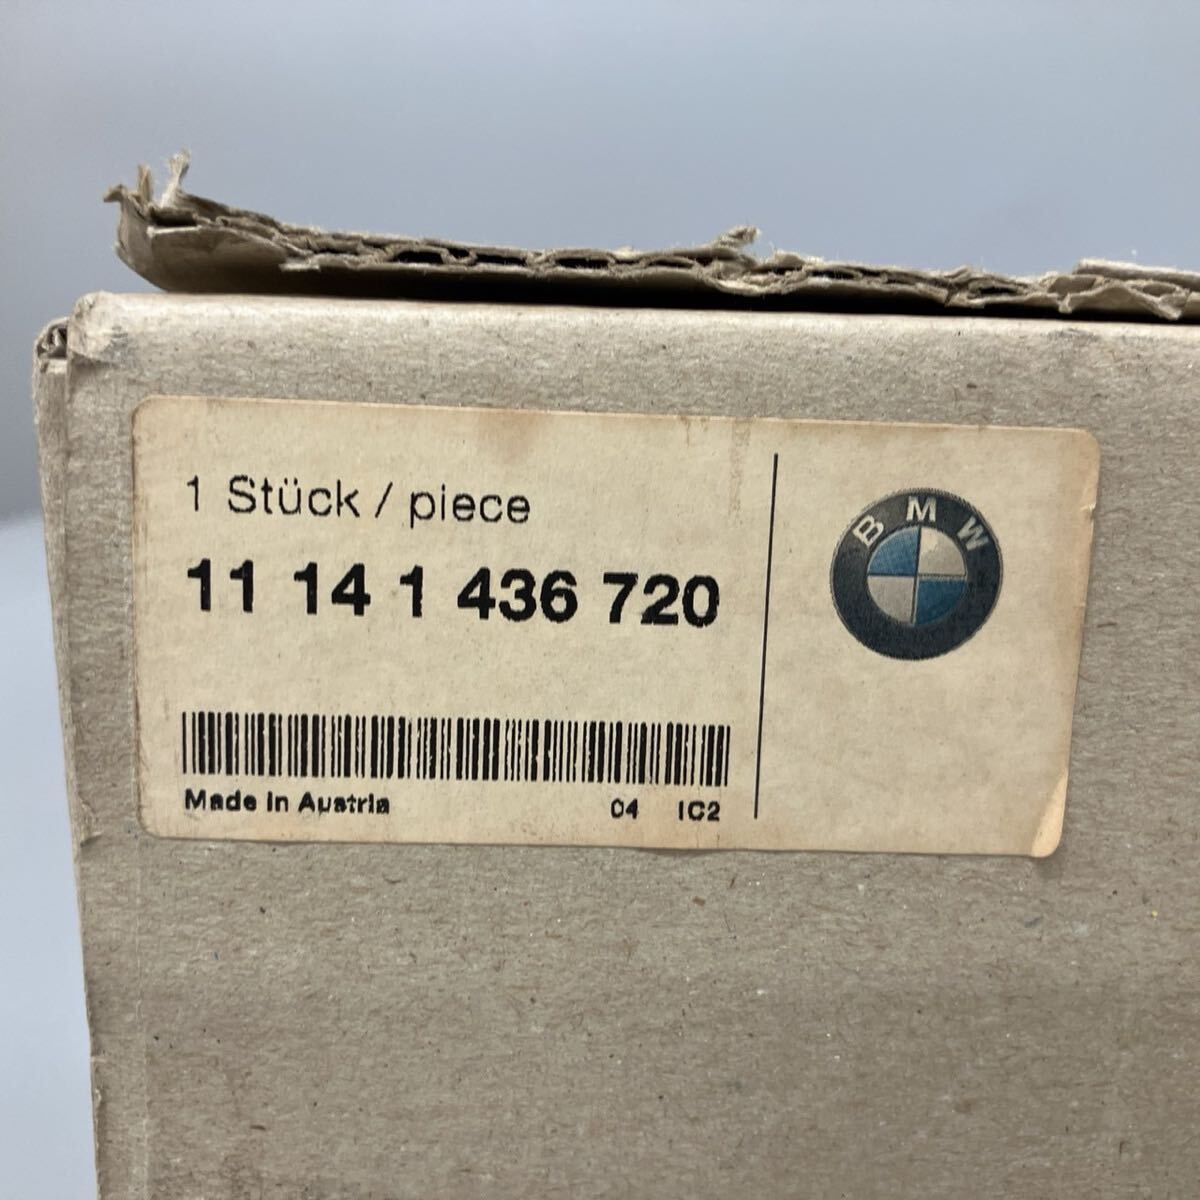 1 Stück / piece
11 14 1 436 720
Made in Austria
04 IC2
BMW